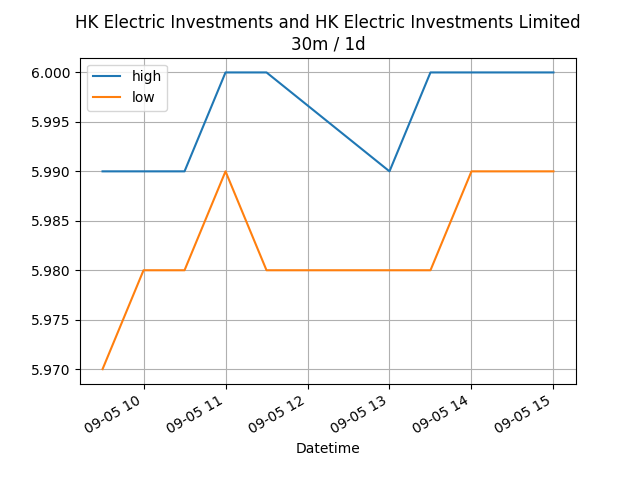 HK Electric Investments and HK Electric Investments Limited
30m / 1d
high
low
6.000
5.995
5.990
5.985
5.980
5.975
5.970
09-05 10
09-05 11
09-05 12
09-05 13
09-05 14
09-05 15
Datetime